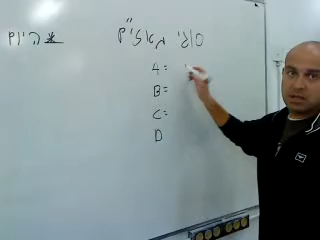 סוגי
* היום
A =
B =
C =
D